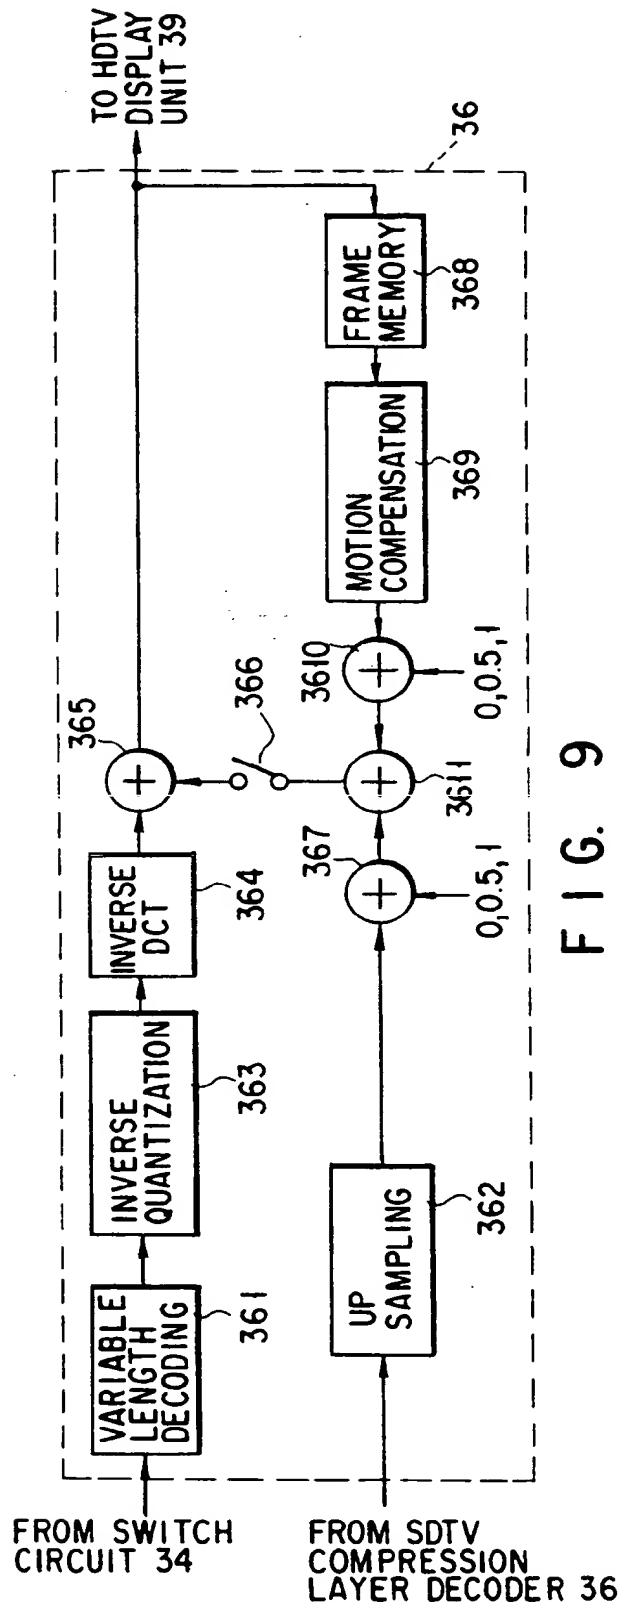 TO HDTV
DISPLAY
UNIT 39
36
365
366
INVERSE
DCT
364
INVERSE
QUANTIZATION
363
VARIABLE
LENGTH
DECODING
361
FROM SWITCH
CIRCUIT 34
FRAME
MEMORY
368
MOTION
COMPENSATION
369
3610
0,0.5,1
3611
367
0,0.5,1
UP
SAMPLING
362
FROM SDTV
COMPRESSION
LAYER DECODER 36
FIG. 9